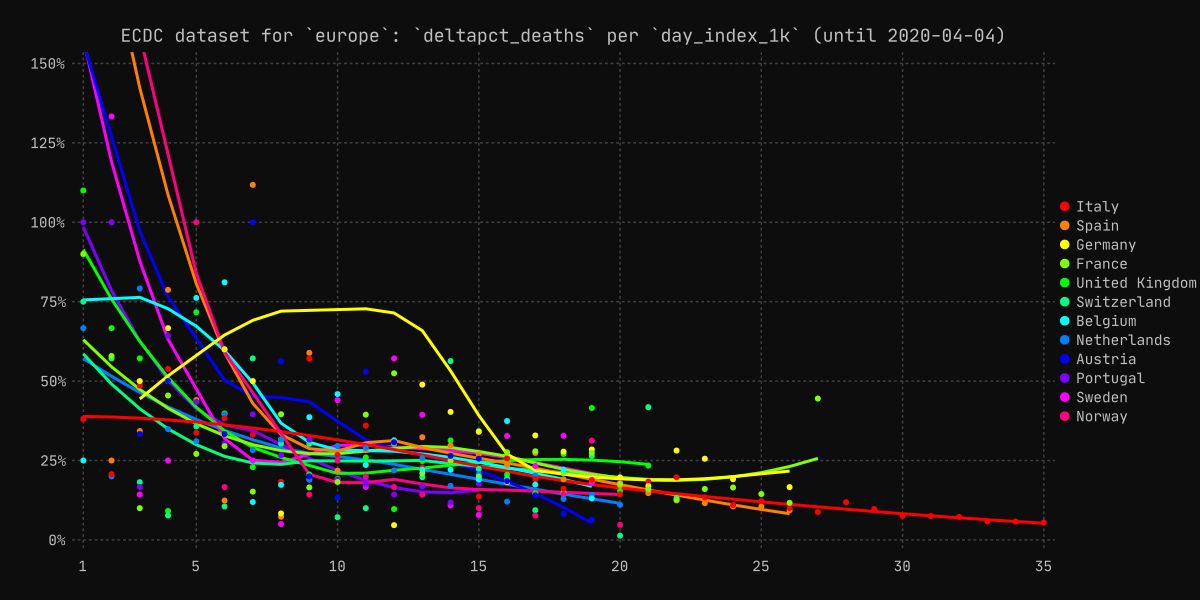 ECDC dataset for `europe`: `deltapct_deaths` per `day_index_1k` (until 2020-04-04)
150%
125%
100%
75%
50%
25%
0%
1 5 10 15 20 25 30 35
Italy
Spain
Germany
France
United Kingdom
Switzerland
Belgium
Netherlands
Austria
Portugal
Sweden
Norway